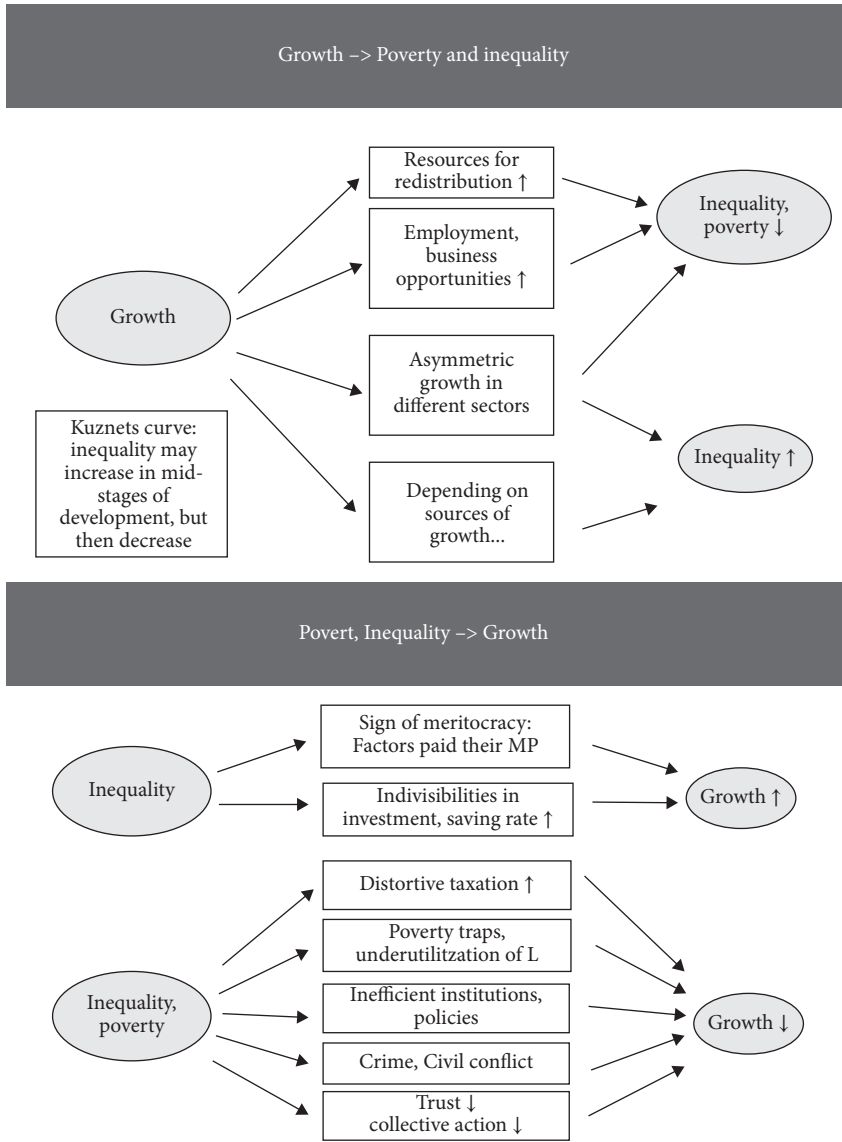 Growth –> Poverty and inequality
Resources for
redistribution ↑
Inequality,
poverty ↓
Employment,
business
opportunities ↑
Growth
Asymmetric
growth in
different sectors
Kuznets curve:
inequality may
increase in mid-
stages of
development, but
then decrease
Inequality ↑
Depending on
sources of
growth...
Povert, Inequality –> Growth
Sign of meritocracy:
Factors paid their MP
Inequality
Indivisibilities in
investment, saving rate ↑
Growth ↑
Distortive taxation ↑
Poverty traps,
underutilitzation of L
Inequality,
poverty
Inefficient institutions,
policies
Growth ↓
Crime, Civil conflict
Trust ↓
collective action ↓